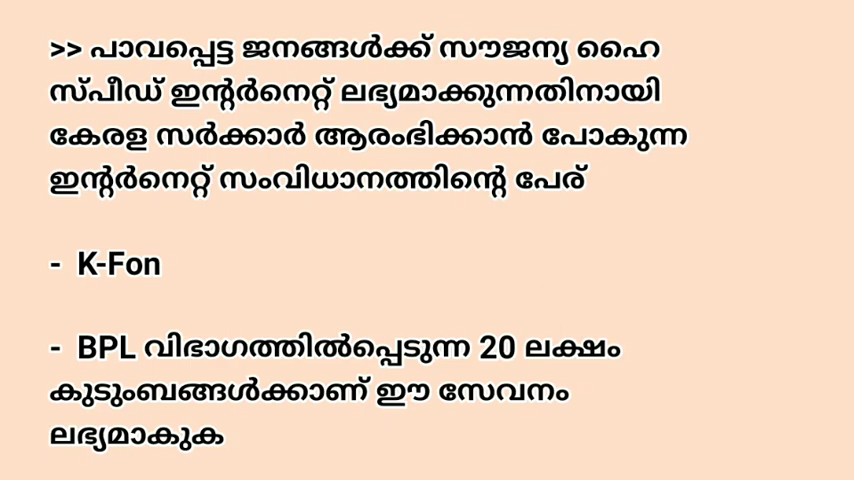 >> പാവപ്പെട്ട ജനങ്ങൾക്ക് സൗജന്യ ഹൈ
സ്പീഡ് ഇന്റർനെറ്റ് ലഭ്യമാക്കുന്നതിനായി
കേരള സർക്കാർ ആരംഭിക്കാൻ പോകുന്ന
ഇന്റർനെറ്റ് സംവിധാനത്തിന്റെ പേര്
- K-Fon
- BPL വിഭാഗത്തിൽപ്പെടുന്ന 20 ലക്ഷം
കുടുംബങ്ങൾക്കാണ് ഈ സേവനം
ലഭ്യമാകുക